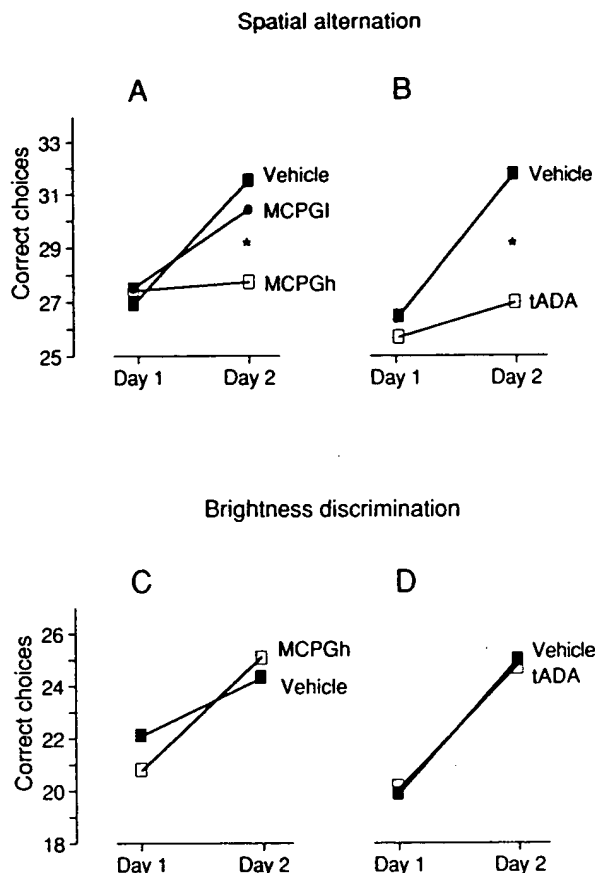 Spatial alternation
A
B
Correct choices
33
31
29
27
25
Vehicle
MCPGl
*
MCPGh
Vehicle
*
tADA
Day 1
Day 2
Day 1
Day 2
Brightness discrimination
C
D
Correct choices
26
24
22
20
18
MCPGh
Vehicle
Vehicle
tADA
Day 1
Day 2
Day 1
Day 2